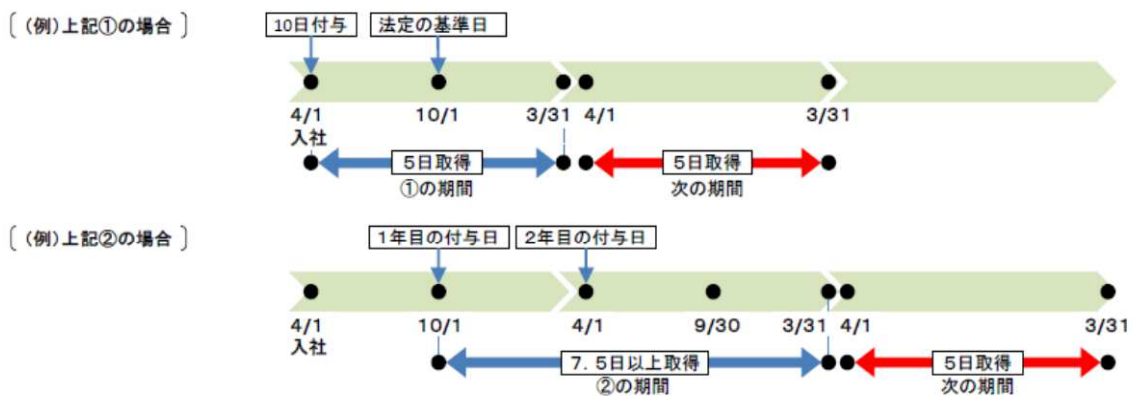 〔(例)上記①の場合〕
10日付与 法定の基準日
4/1 10/1 3/31 4/1 3/31
入社
5日取得 5日取得
①の期間 次の期間
〔(例)上記②の場合〕
1年目の付与日 2年目の付与日
4/1 10/1 4/1 9/30 3/31 4/1 3/31
入社
7.5日以上取得 5日取得
②の期間 次の期間